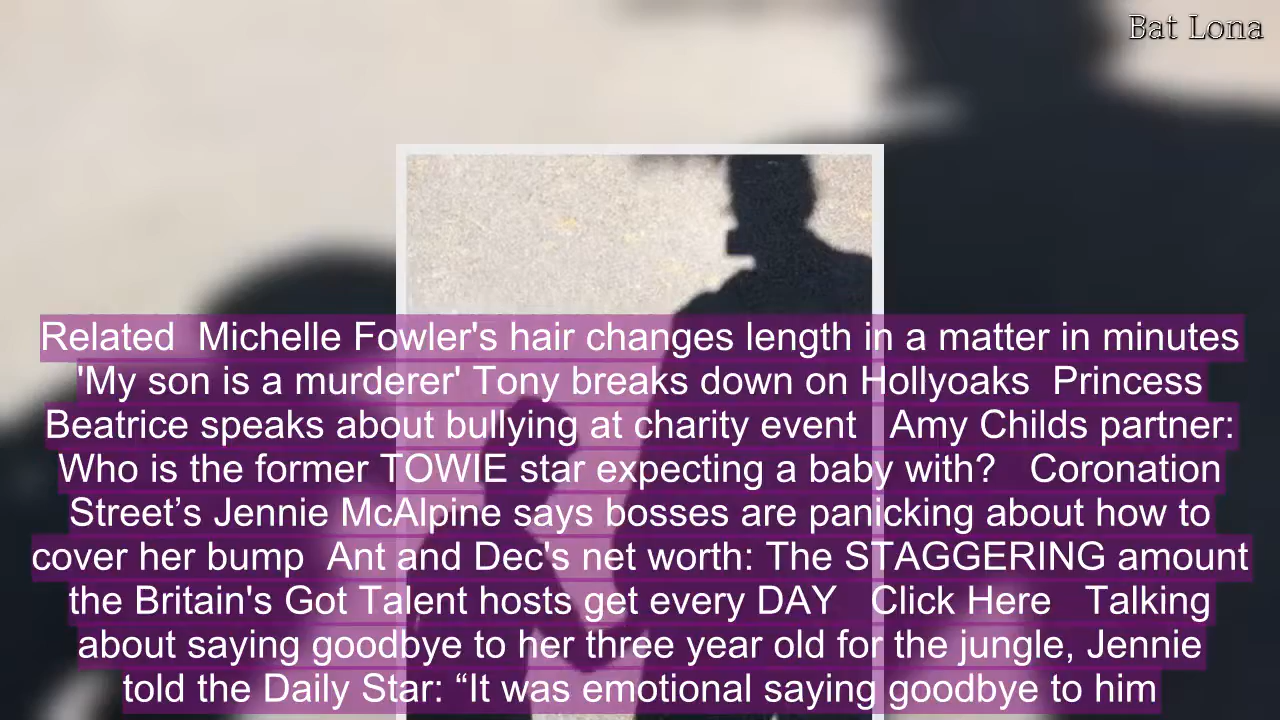 Bat Lona
Related  Michelle Fowler's hair changes length in a matter in minutes
'My son is a murderer' Tony breaks down on Hollyoaks  Princess
Beatrice speaks about bullying at charity event   Amy Childs partner:
Who is the former TOWIE star expecting a baby with?   Coronation
Street’s Jennie McAlpine says bosses are panicking about how to
cover her bump  Ant and Dec's net worth: The STAGGERING amount
the Britain's Got Talent hosts get every DAY   Click Here   Talking
about saying goodbye to her three year old for the jungle, Jennie
told the Daily Star: “It was emotional saying goodbye to him